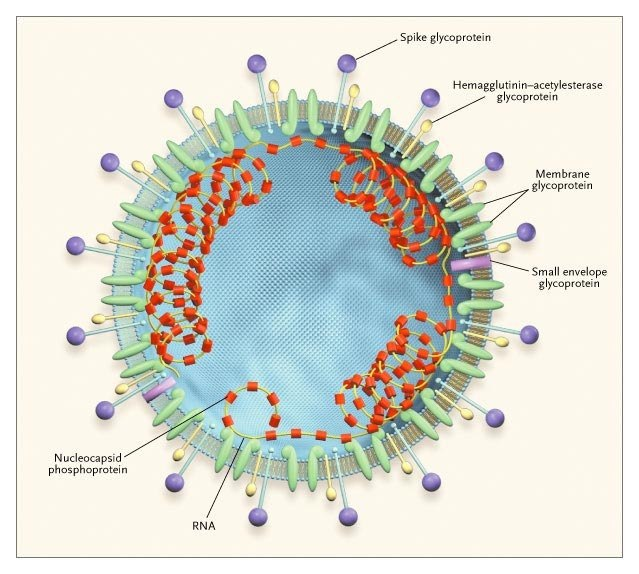 Spike glycoprotein
Hemagglutinin–acetylesterase
glycoprotein
Membrane
glycoprotein
Small envelope
glycoprotein
Nucleocapsid
phosphoprotein
RNA